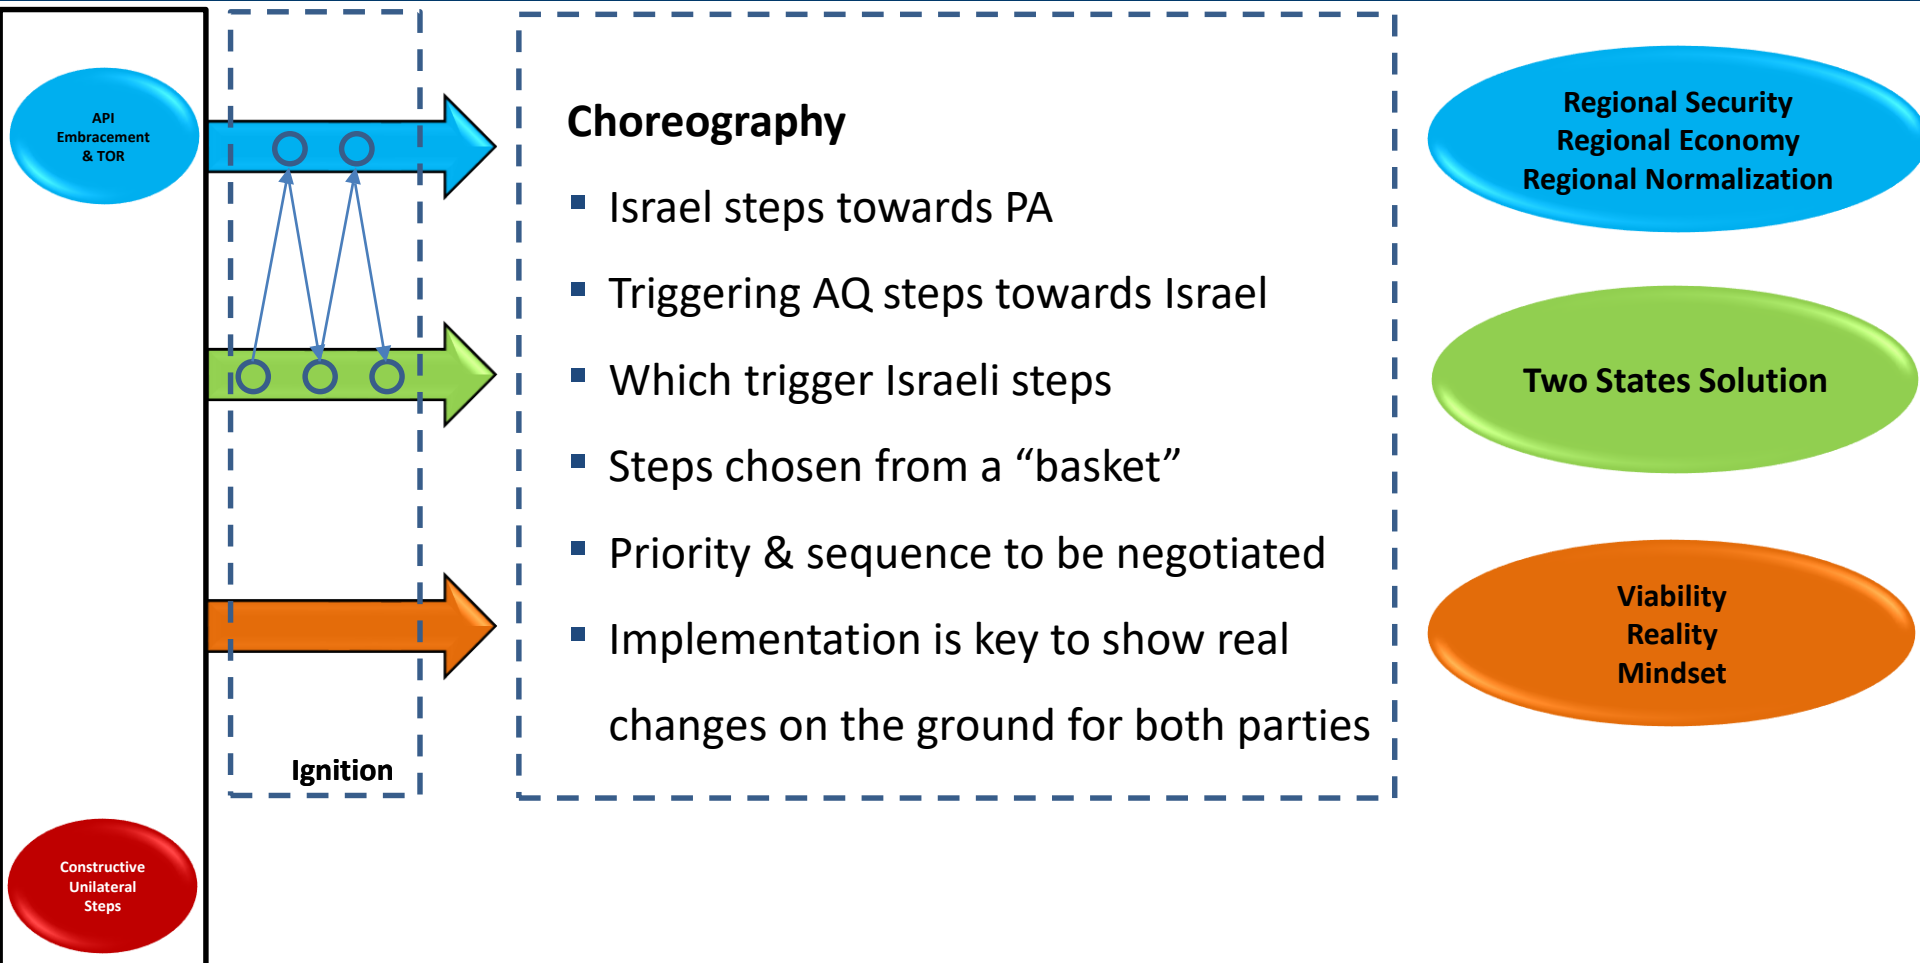 API
Embracement
& TOR
Constructive
Unilateral
Steps
Ignition
Choreography
▪ Israel steps towards PA
▪ Triggering AQ steps towards Israel
▪ Which trigger Israeli steps
▪ Steps chosen from a “basket”
▪ Priority & sequence to be negotiated
▪ Implementation is key to show real
changes on the ground for both parties
Regional Security
Regional Economy
Regional Normalization
Two States Solution
Viability
Reality
Mindset